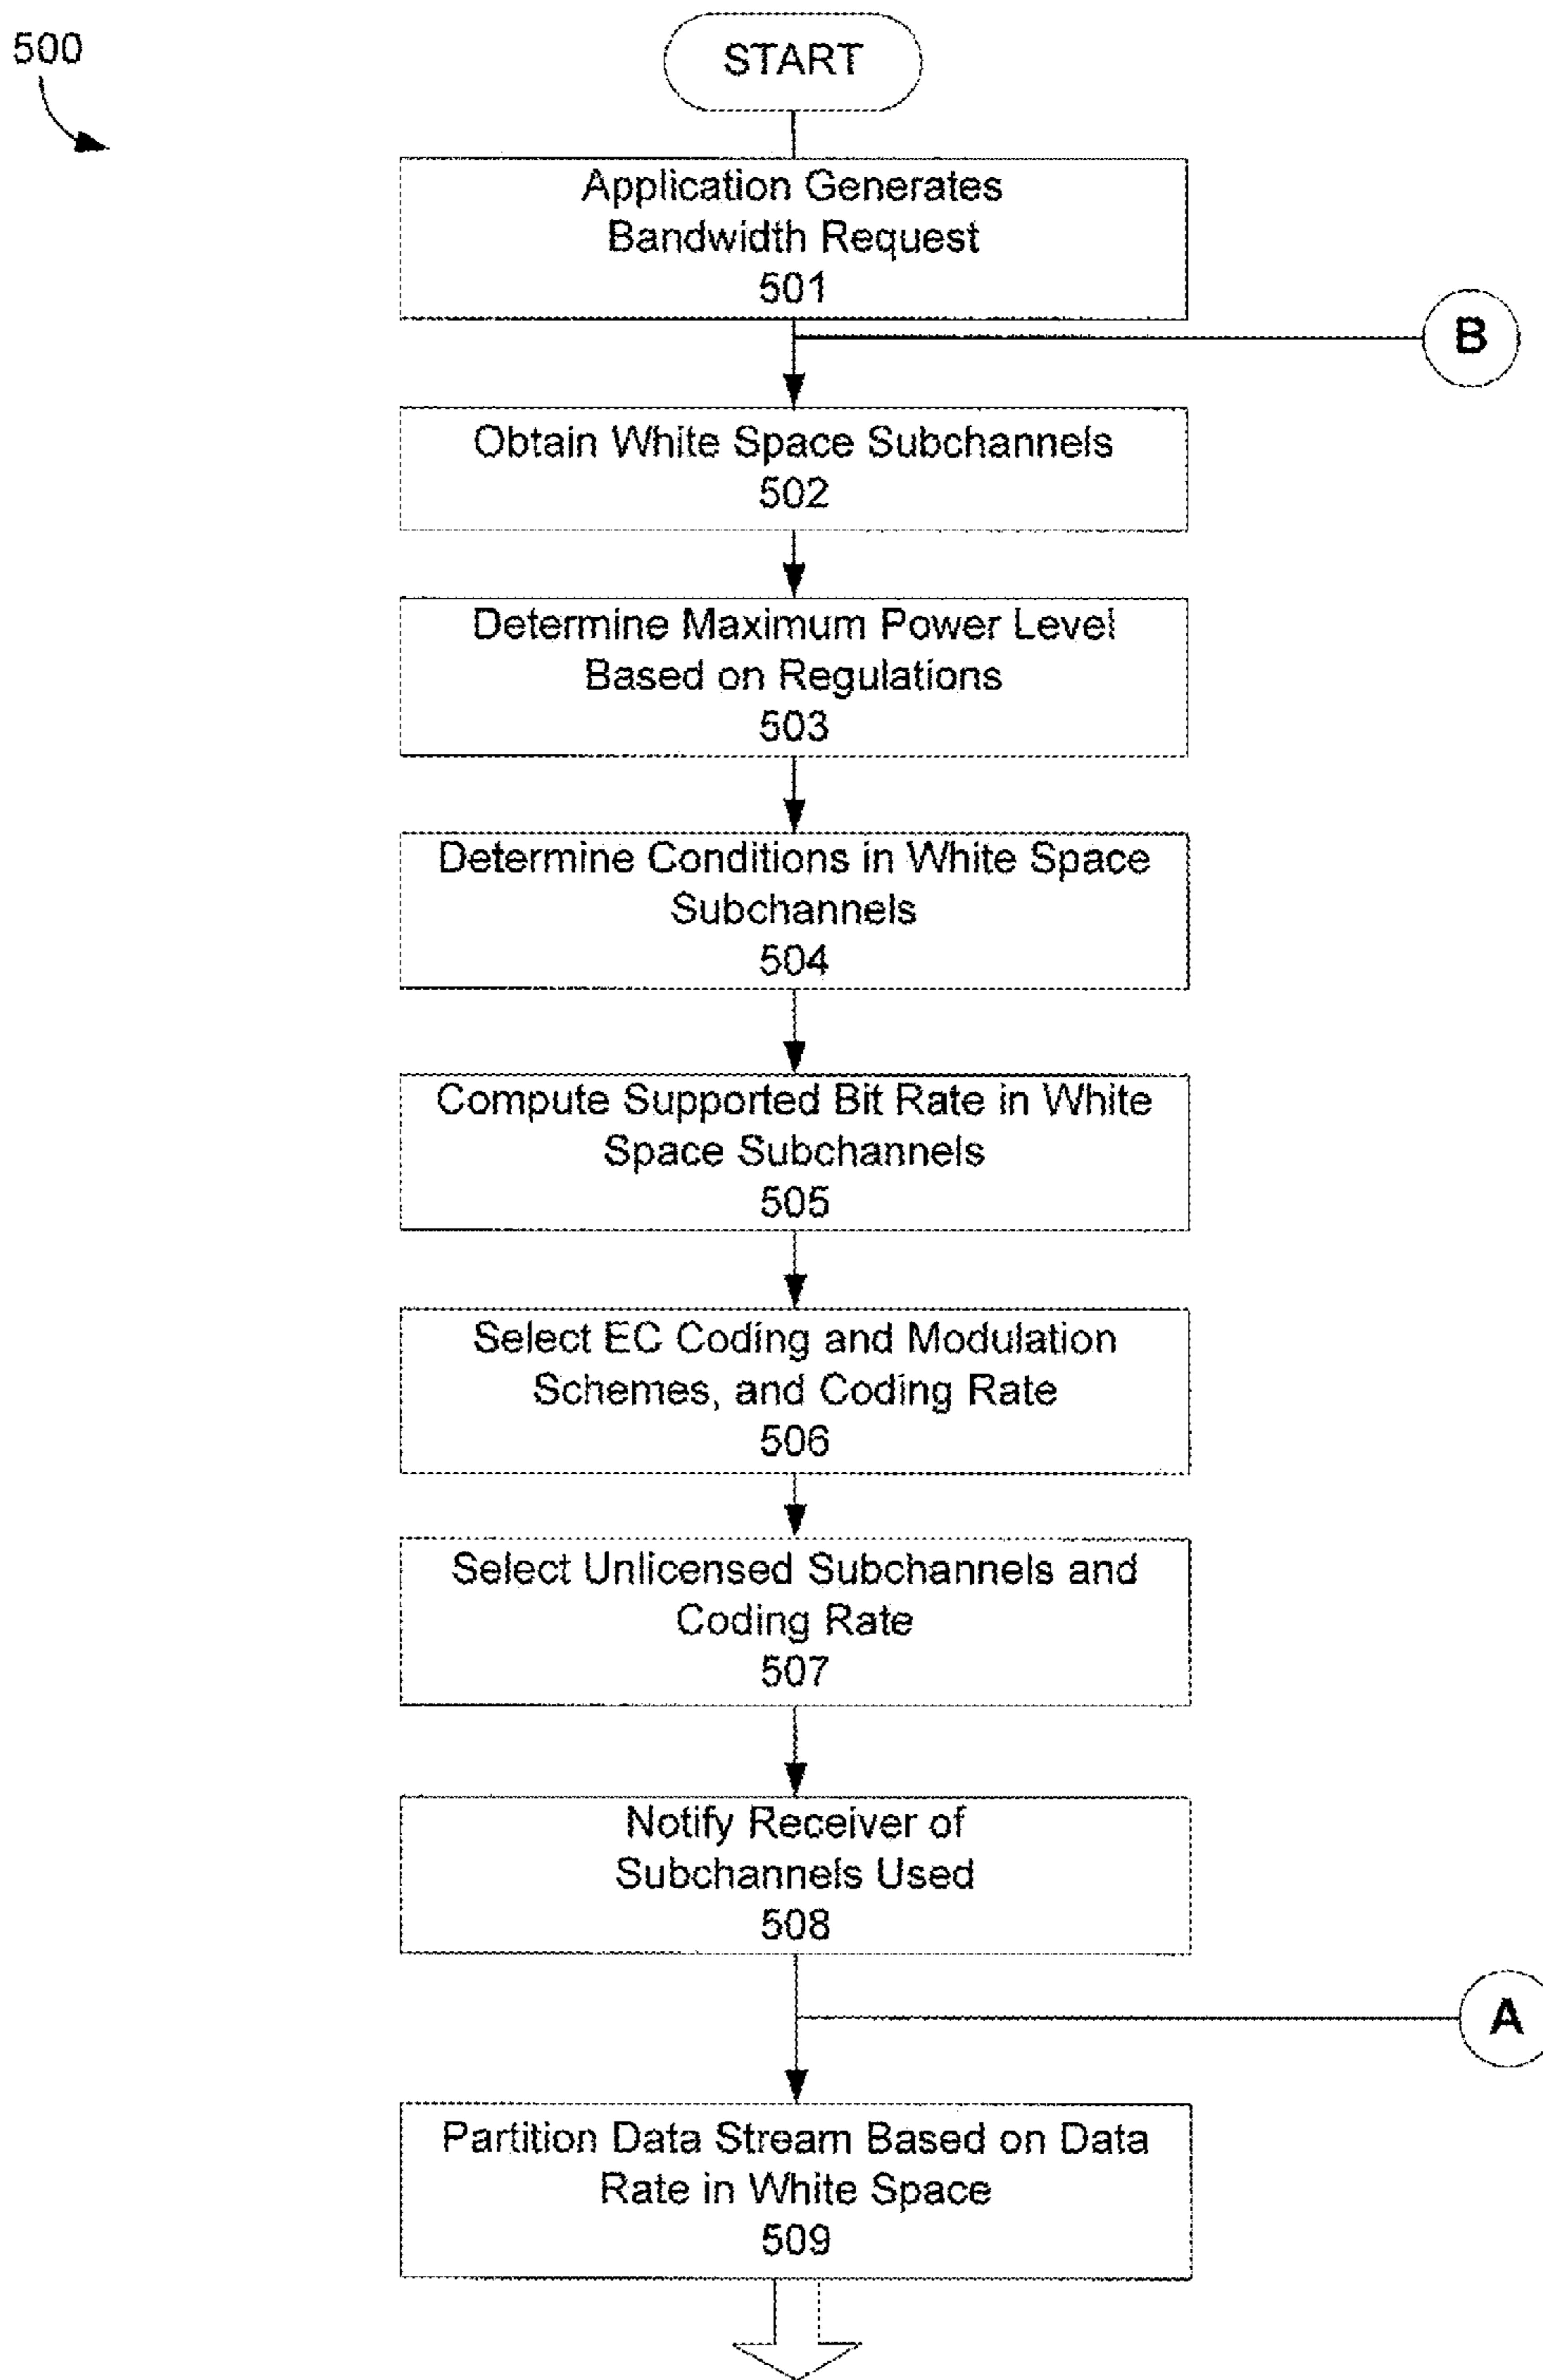 500
START
Application Generates
Bandwidth Request
501
B
Obtain White Space Subchannels
502
Determine Maximum Power Level
Based on Regulations
503
Determine Conditions in White Space
Subchannels
504
Compute Supported Bit Rate in White
Space Subchannels
505
Select EC Coding and Modulation
Schemes, and Coding Rate
506
Select Unlicensed Subchannels and
Coding Rate
507
Notify Receiver of
Subchannels Used
508
A
Partition Data Stream Based on Data
Rate in White Space
509